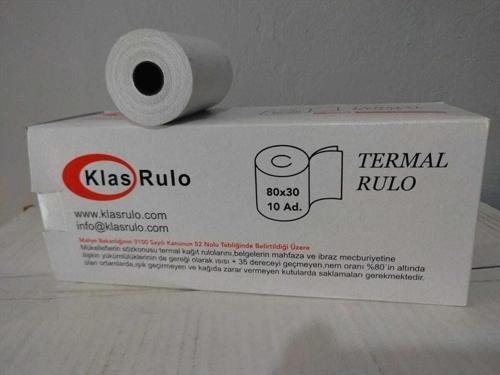 Klas Rulo
www.klasrulo.com
info@klasrulo.com
80x30
10 Ad.
TERMAL
RULO
Maliye Bakanlığının 3100 Sayılı Kanunun 52 Nolu Tebliğinde Belirtildiği Üzere
Mükelleflerin sözkonusu termal kağıt rulolarını,belgelerin mahfaza ve ibraz mecburiyetine
ilişkin yükümlülüklerinin de gereği olarak ısısı + 35 dereceyi geçmeyen,nem oranı %80 in altında
olan ortamlarda,ışık geçirmeyen ve kağıda zarar vermeyen kutularda saklamaları gerekmektedir.